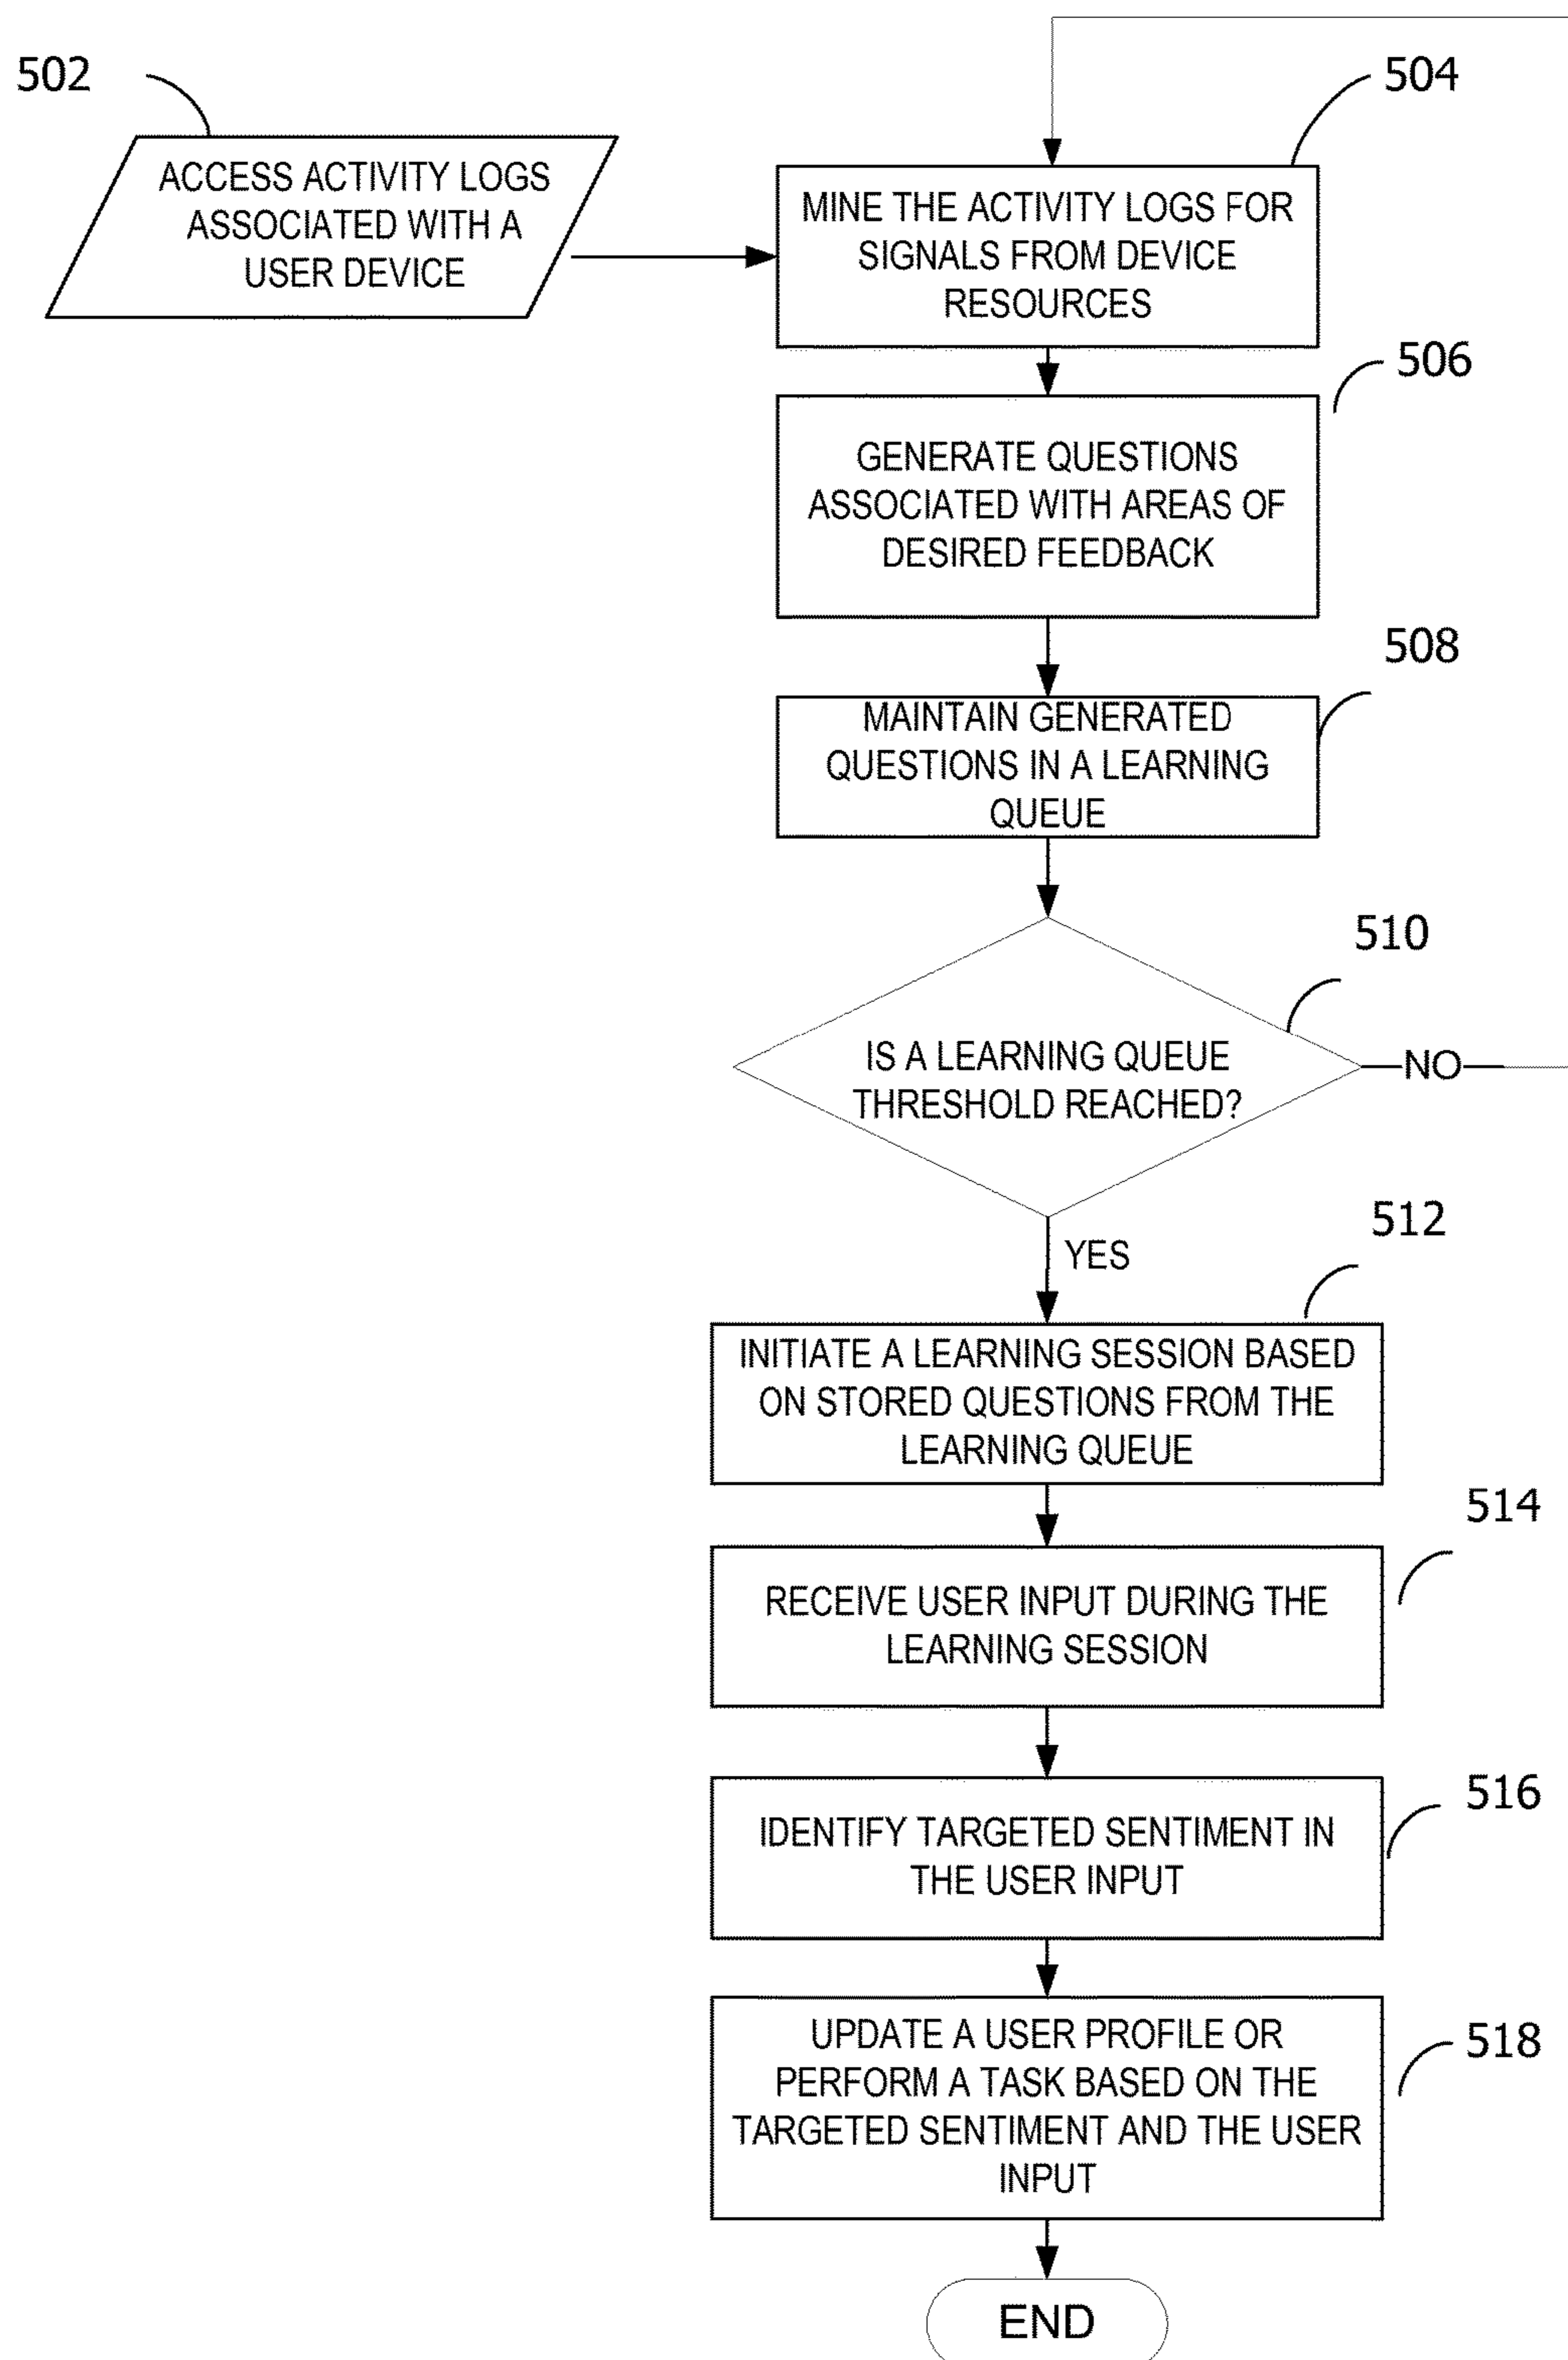 502
ACCESS ACTIVITY LOGS
ASSOCIATED WITH A
USER DEVICE
504
MINE THE ACTIVITY LOGS FOR
SIGNALS FROM DEVICE
RESOURCES
506
GENERATE QUESTIONS
ASSOCIATED WITH AREAS OF
DESIRED FEEDBACK
508
MAINTAIN GENERATED
QUESTIONS IN A LEARNING
QUEUE
510
IS A LEARNING QUEUE
THRESHOLD REACHED?
NO
YES
512
INITIATE A LEARNING SESSION BASED
ON STORED QUESTIONS FROM THE
LEARNING QUEUE
514
RECEIVE USER INPUT DURING THE
LEARNING SESSION
516
IDENTIFY TARGETED SENTIMENT IN
THE USER INPUT
518
UPDATE A USER PROFILE OR
PERFORM A TASK BASED ON THE
TARGETED SENTIMENT AND THE USER
INPUT
END